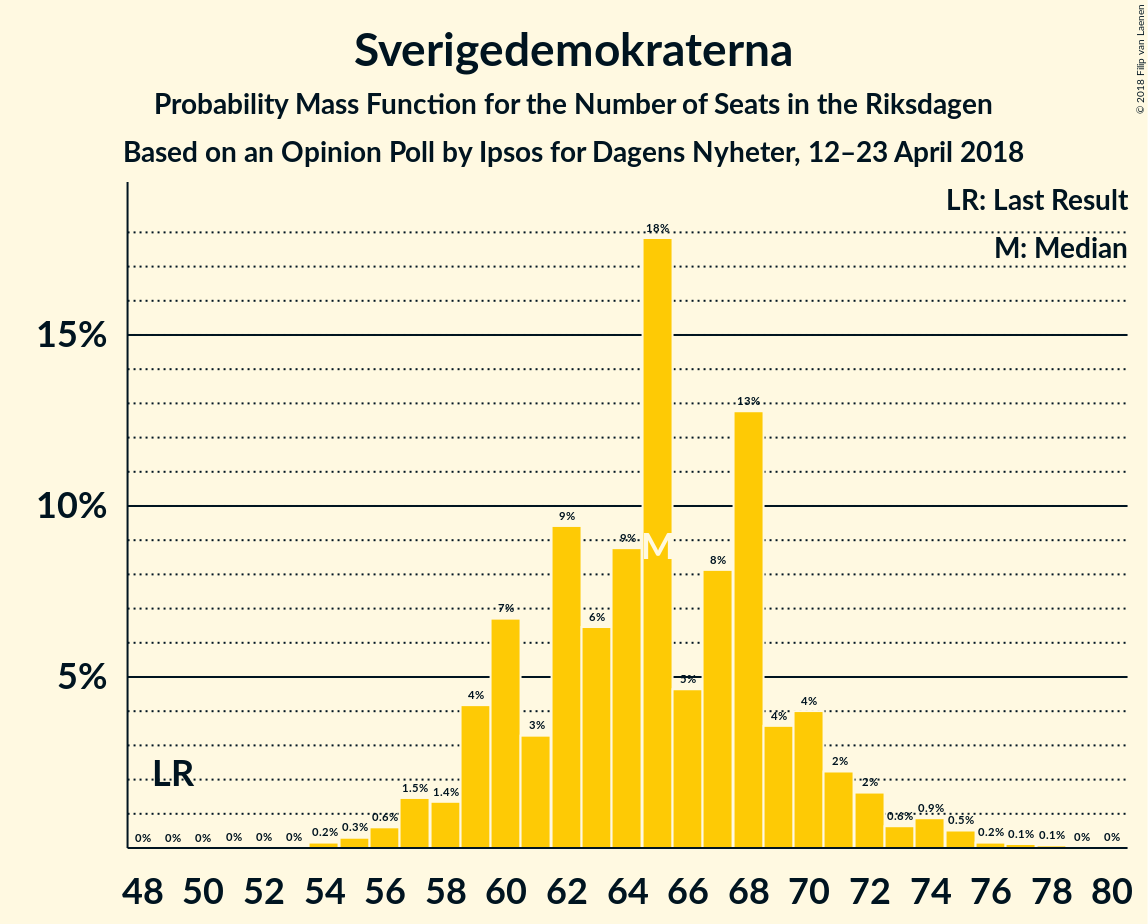 Sverigedemokraterna
Probability Mass Function for the Number of Seats in the Riksdagen
Based on an Opinion Poll by Ipsos for Dagens Nyheter, 12–23 April 2018
© 2018 Filip van Laenen
LR: Last Result
M: Median
18%
15%
13%
10%
9%
9%
M
8%
7%
6%
5%
5%
4%
4%
4%
3%
LR
2%
2%
1.5%
1.4%
0.9%
0.6%
0.6%
0.5%
0% 0% 0% 0% 0% 0% 0.2% 0.3% 0.2% 0.1% 0.1% 0% 0%
48 50 52 54 56 58 60 62 64 66 68 70 72 74 76 78 80